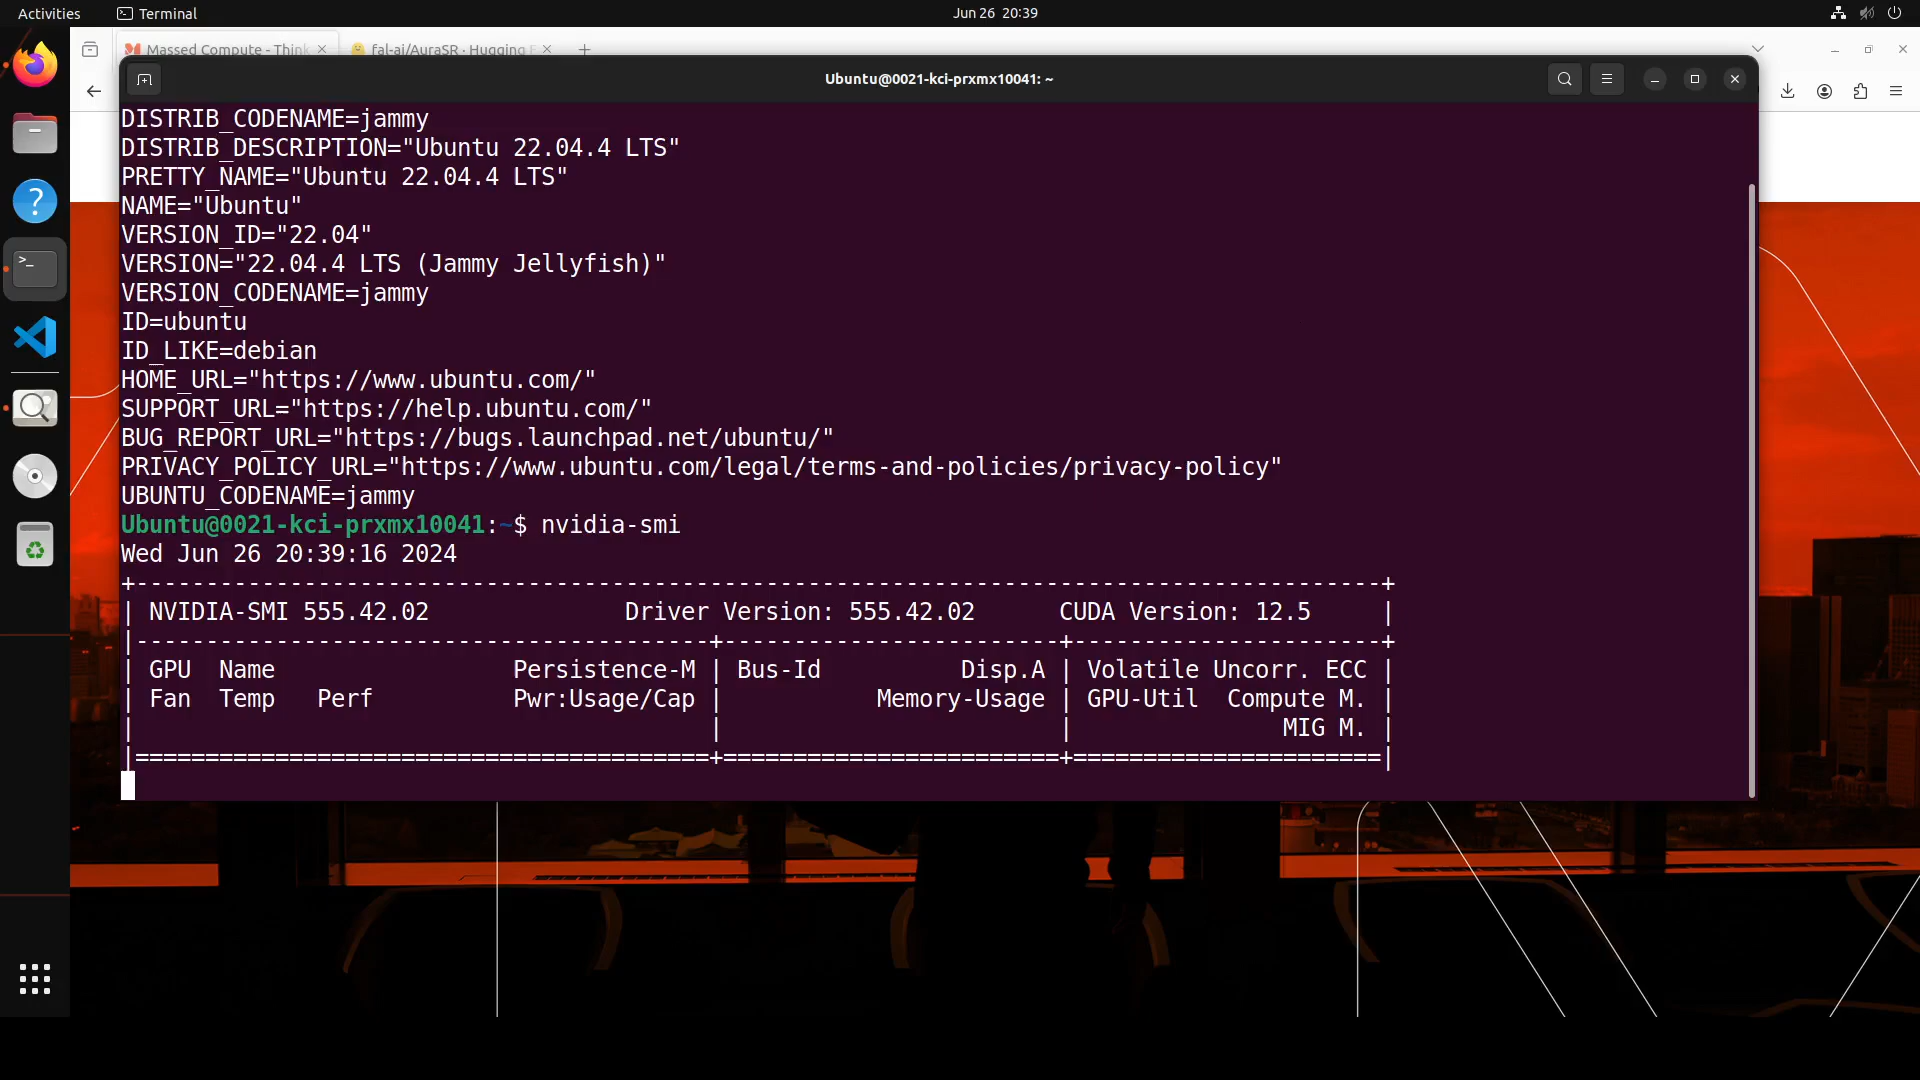 Activities
Terminal
Jun 26 20:39
Massed Compute - Think
fal-ai/AuraSR · Hugging
Ubuntu@0021-kci-prxmx10041: ~
DISTRIB_CODENAME=jammy
DISTRIB_DESCRIPTION="Ubuntu 22.04.4 LTS"
PRETTY_NAME="Ubuntu 22.04.4 LTS"
NAME="Ubuntu"
VERSION_ID="22.04"
VERSION="22.04.4 LTS (Jammy Jellyfish)"
VERSION_CODENAME=jammy
ID=ubuntu
ID_LIKE=debian
HOME_URL="https://www.ubuntu.com/"
SUPPORT_URL="https://help.ubuntu.com/"
BUG_REPORT_URL="https://bugs.launchpad.net/ubuntu/"
PRIVACY_POLICY_URL="https://www.ubuntu.com/legal/terms-and-policies/privacy-policy"
UBUNTU_CODENAME=jammy
Ubuntu@0021-kci-prxmx10041:~$ nvidia-smi
Wed Jun 26 20:39:16 2024
+-----------------------------------------------------------------------------------------+
| NVIDIA-SMI 555.42.02              Driver Version: 555.42.02      CUDA Version: 12.5     |
|-----------------------------------------+------------------------+----------------------+
| GPU  Name                 Persistence-M | Bus-Id          Disp.A | Volatile Uncorr. ECC |
| Fan  Temp   Perf          Pwr:Usage/Cap |           Memory-Usage | GPU-Util  Compute M. |
|                                         |                        |               MIG M. |
|=========================================+========================+======================|